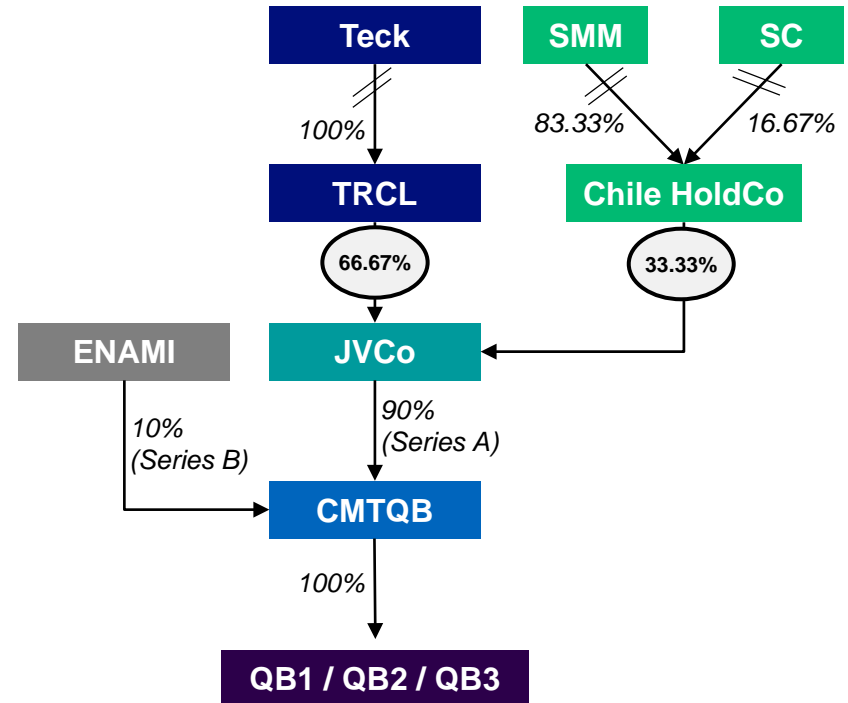 Teck
SMM
SC
100%
83.33%
16.67%
TRCL
Chile HoldCo
66.67%
33.33%
ENAMI
JVCo
10%
(Series B)
90%
(Series A)
CMTQB
100%
QB1 / QB2 / QB3